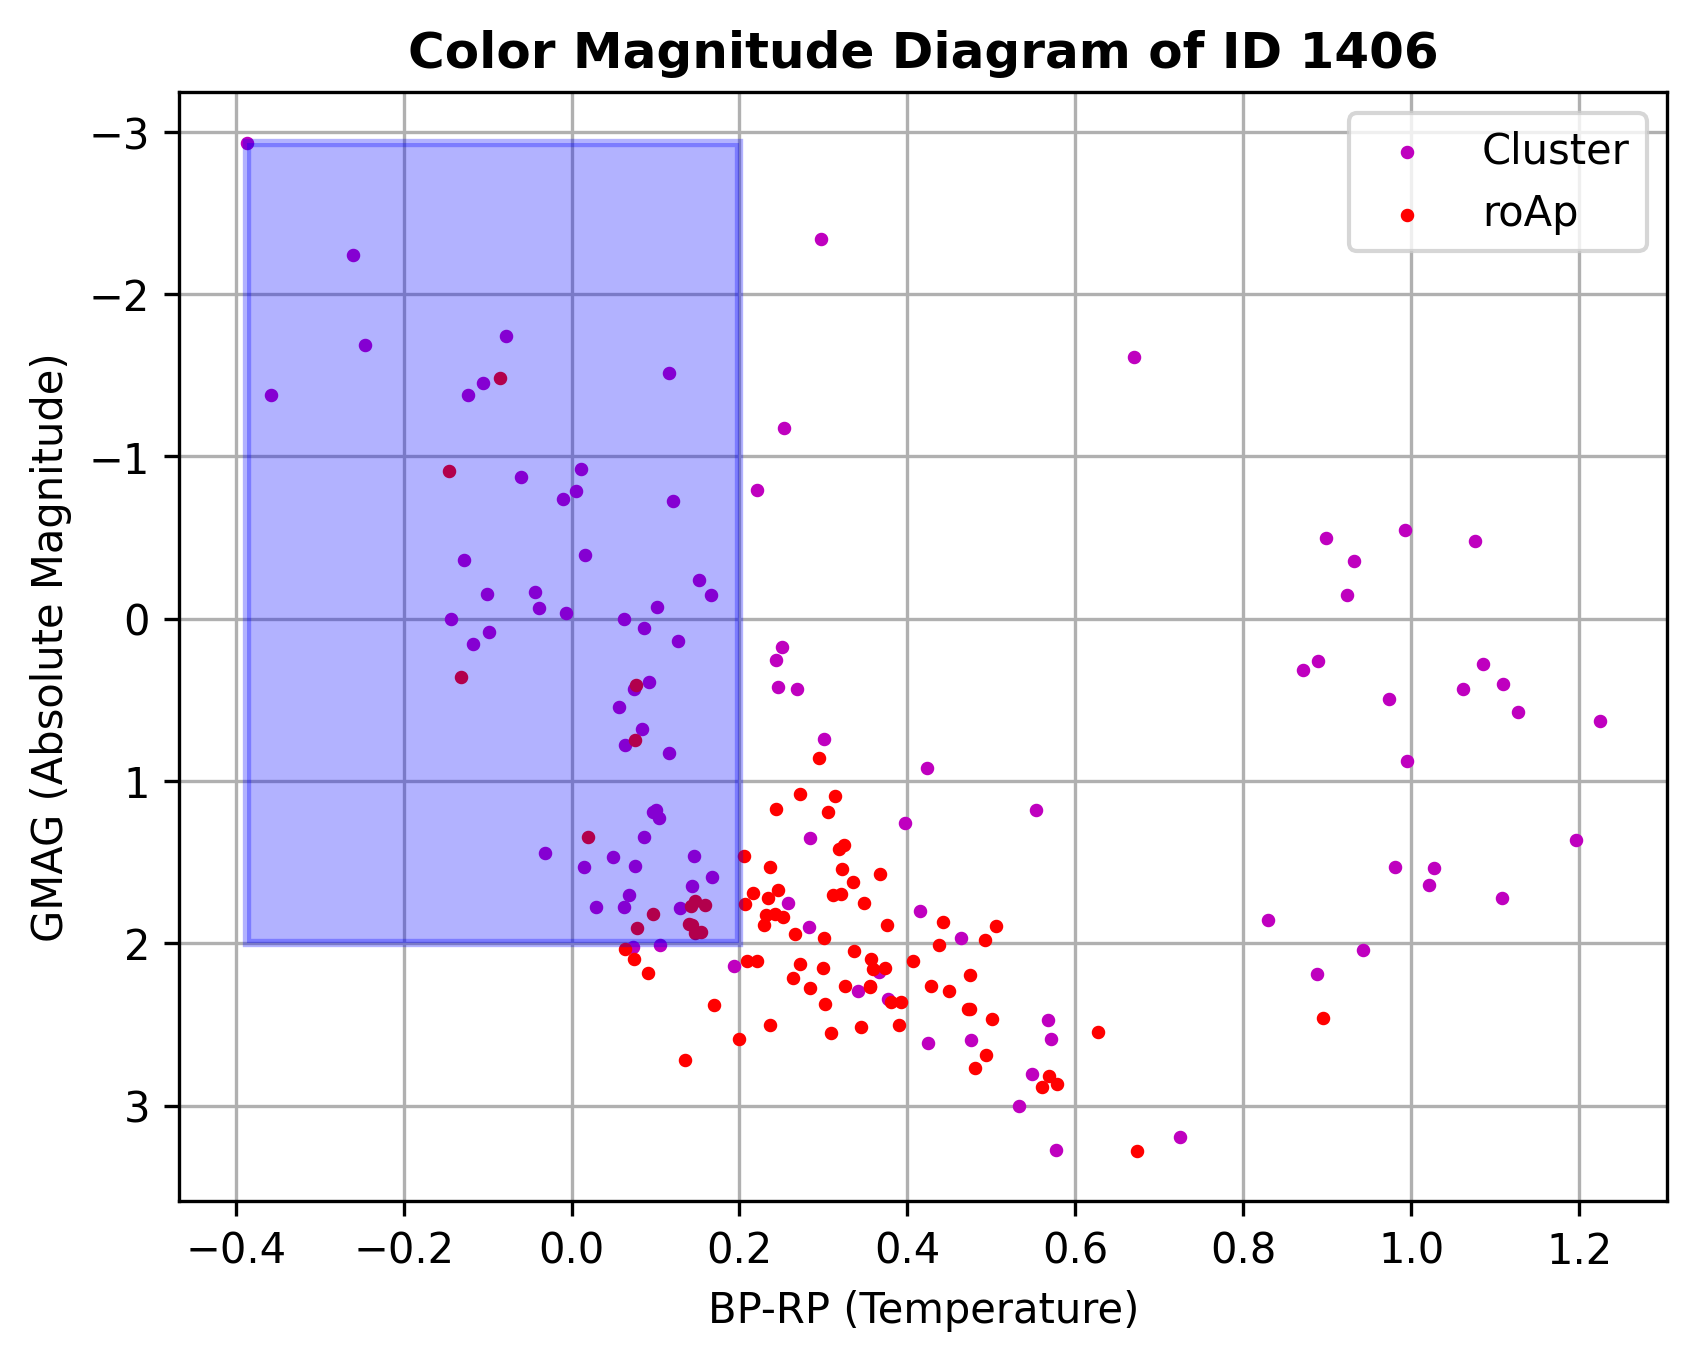 Color Magnitude Diagram of ID 1406
Cluster
roAp
GMAG (Absolute Magnitude)
−3
−2
−1
0
1
2
3
−0.4 −0.2 0.0 0.2 0.4 0.6 0.8 1.0 1.2
BP-RP (Temperature)